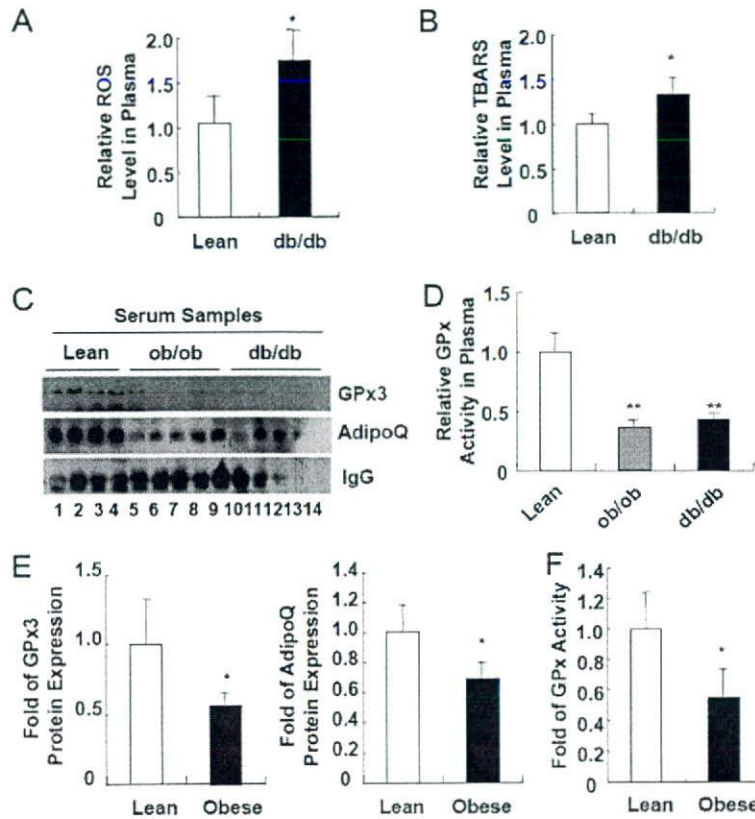 A
Relative ROS
Level in Plasma
2.0
1.5
1.0
0.5
0
*
Lean db/db
B
Relative TBARS
Level in Plasma
2.0
1.5
1.0
0.5
0
*
Lean db/db
C
Serum Samples
Lean ob/ob db/db
GPx3
AdipoQ
IgG
1 2 3 4 5 6 7 8 9 10 11 12 13 14
D
Relative GPx
Activity in Plasma
1.5
1.0
0.5
0
** **
Lean ob/ob db/db
E
Fold of GPx3
Protein Expression
1.5
1.0
0.5
0
*
Lean Obese
Fold of AdipoQ
Protein Expression
1.4
1.2
1.0
0.8
0.6
0.4
0.2
0
*
Lean Obese
F
Fold of GPx Activity
1.4
1.2
1.0
0.8
0.6
0.4
0.2
0
*
Lean Obese